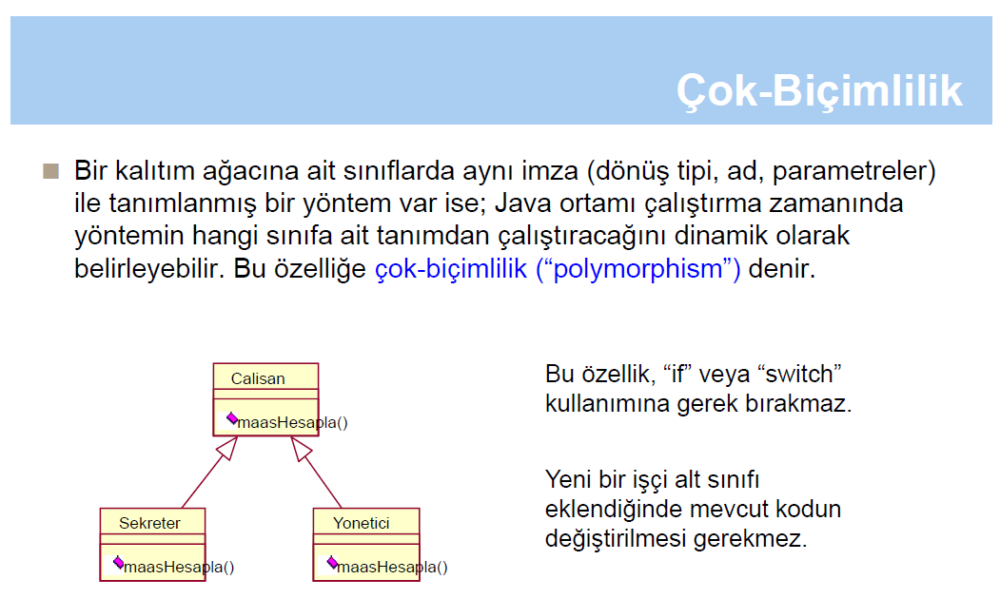 Çok-Biçimlilik
Bir kalıtım ağacına ait sınıflarda aynı imza (dönüş tipi, ad, parametreler)
ile tanımlanmış bir yöntem var ise; Java ortamı çalıştırma zamanında
yöntemin hangi sınıfa ait tanımdan çalıştıracağını dinamik olarak
belirleyebilir. Bu özelliğe çok-biçimlilik (“polymorphism”) denir.
Calisan
maasHesapla()
Sekreter
maasHesapla()
Yonetici
maasHesapla()
Bu özellik, “if” veya “switch”
kullanımına gerek bırakmaz.
Yeni bir işçi alt sınıfı
eklendiğinde mevcut kodun
değiştirilmesi gerekmez.